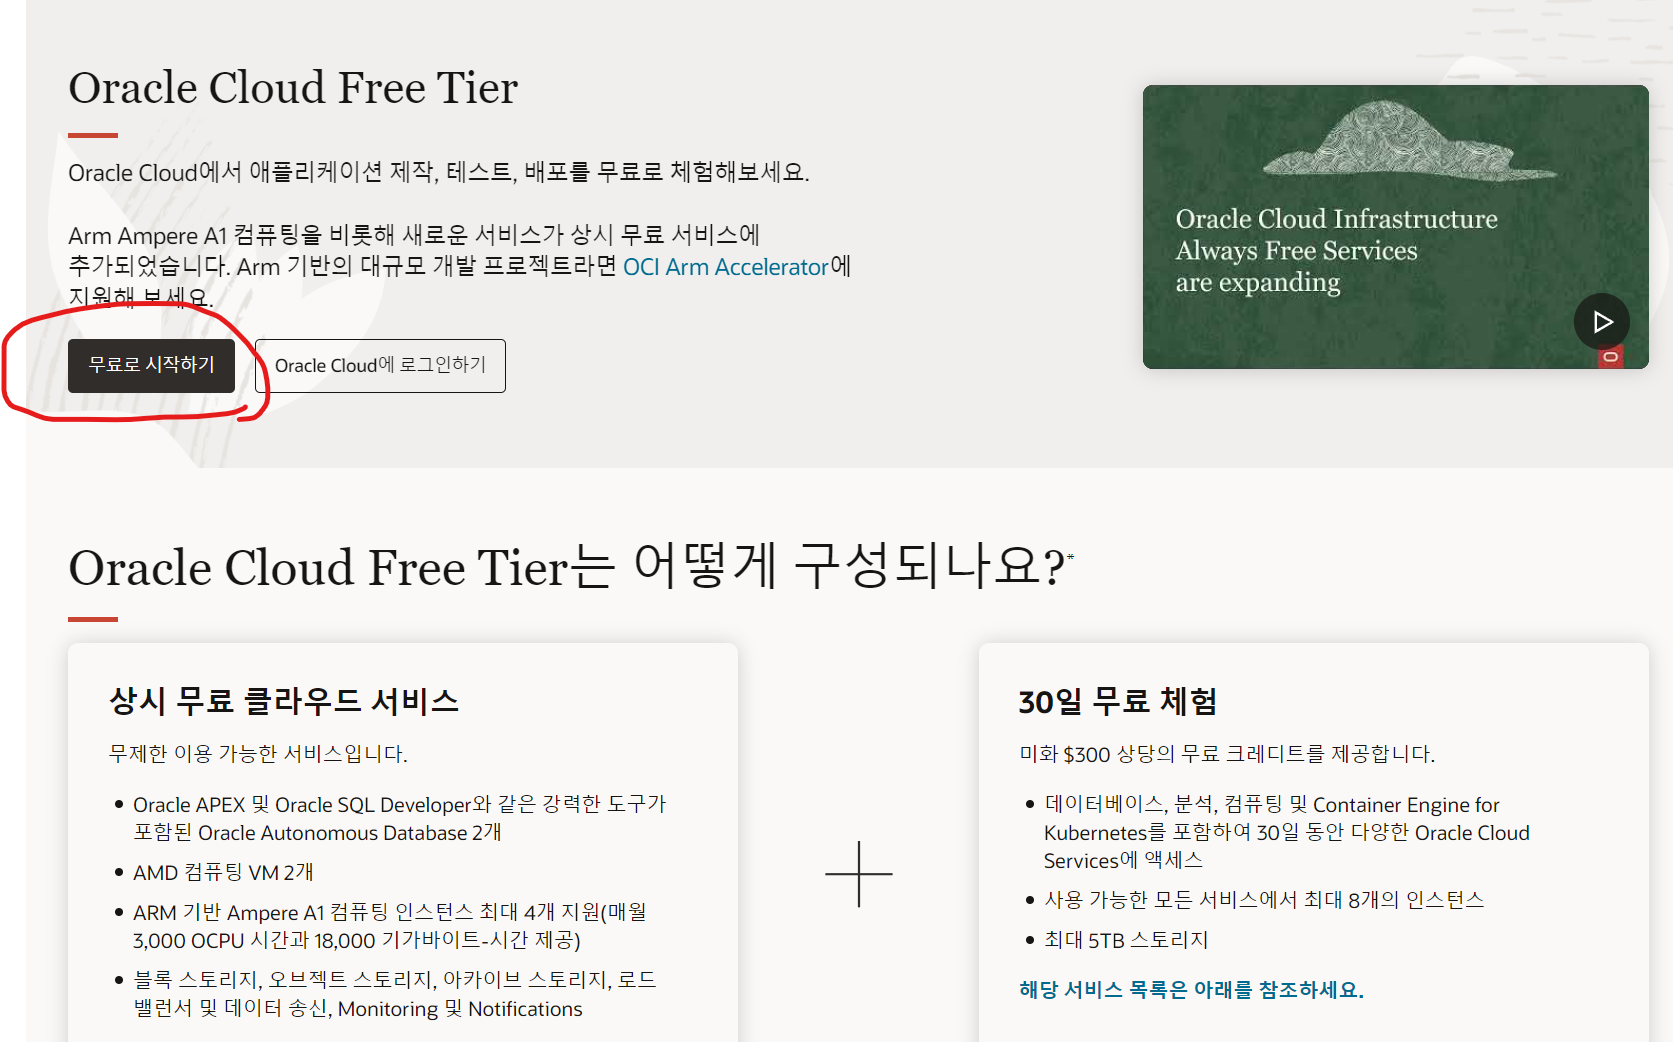 Oracle Cloud Free Tier
Oracle Cloud에서 애플리케이션 제작, 테스트, 배포를 무료로 체험해보세요.
Arm Ampere A1 컴퓨팅을 비롯해 새로운 서비스가 상시 무료 서비스에
추가되었습니다. Arm 기반의 대규모 개발 프로젝트라면 OCI Arm Accelerator에
지원해 보세요.
무료로 시작하기
Oracle Cloud에 로그인하기
Oracle Cloud Infrastructure
Always Free Services
are expanding
Oracle Cloud Free Tier는 어떻게 구성되나요?*
상시 무료 클라우드 서비스
무제한 이용 가능한 서비스입니다.
• Oracle APEX 및 Oracle SQL Developer와 같은 강력한 도구가
포함된 Oracle Autonomous Database 2개
• AMD 컴퓨팅 VM 2개
• ARM 기반 Ampere A1 컴퓨팅 인스턴스 최대 4개 지원(매월
3,000 OCPU 시간과 18,000 기가바이트-시간 제공)
• 블록 스토리지, 오브젝트 스토리지, 아카이브 스토리지, 로드
밸런서 및 데이터 송신, Monitoring 및 Notifications
30일 무료 체험
미화 $300 상당의 무료 크레디트를 제공합니다.
• 데이터베이스, 분석, 컴퓨팅 및 Container Engine for
Kubernetes를 포함하여 30일 동안 다양한 Oracle Cloud
Services에 액세스
• 사용 가능한 모든 서비스에서 최대 8개의 인스턴스
• 최대 5TB 스토리지
해당 서비스 목록은 아래를 참조하세요.